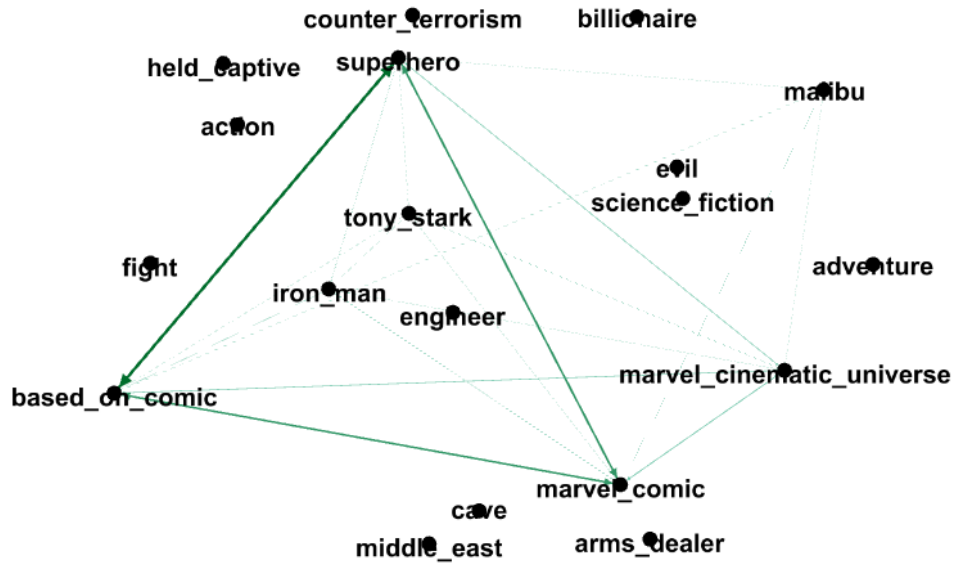 counter_terrorism
billionaire
superhero
held_captive
malibu
action
evil
science_fiction
tony_stark
fight
adventure
iron_man
engineer
marvel_cinematic_universe
based_on_comic
marvel_comic
cave
middle_east
arms_dealer